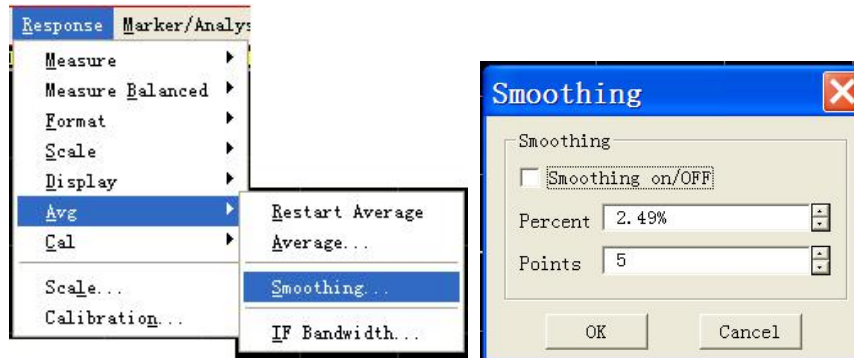 Response Marker/Analys
Measure
Measure Balanced
Format
Scale
Display
Avg
Cal
Scale...
Calibration...
Restart Average
Average...
Smoothing...
IF Bandwidth...
Smoothing
Smoothing
Smoothing on/OFF
Percent 2.49%
Points 5
OK Cancel